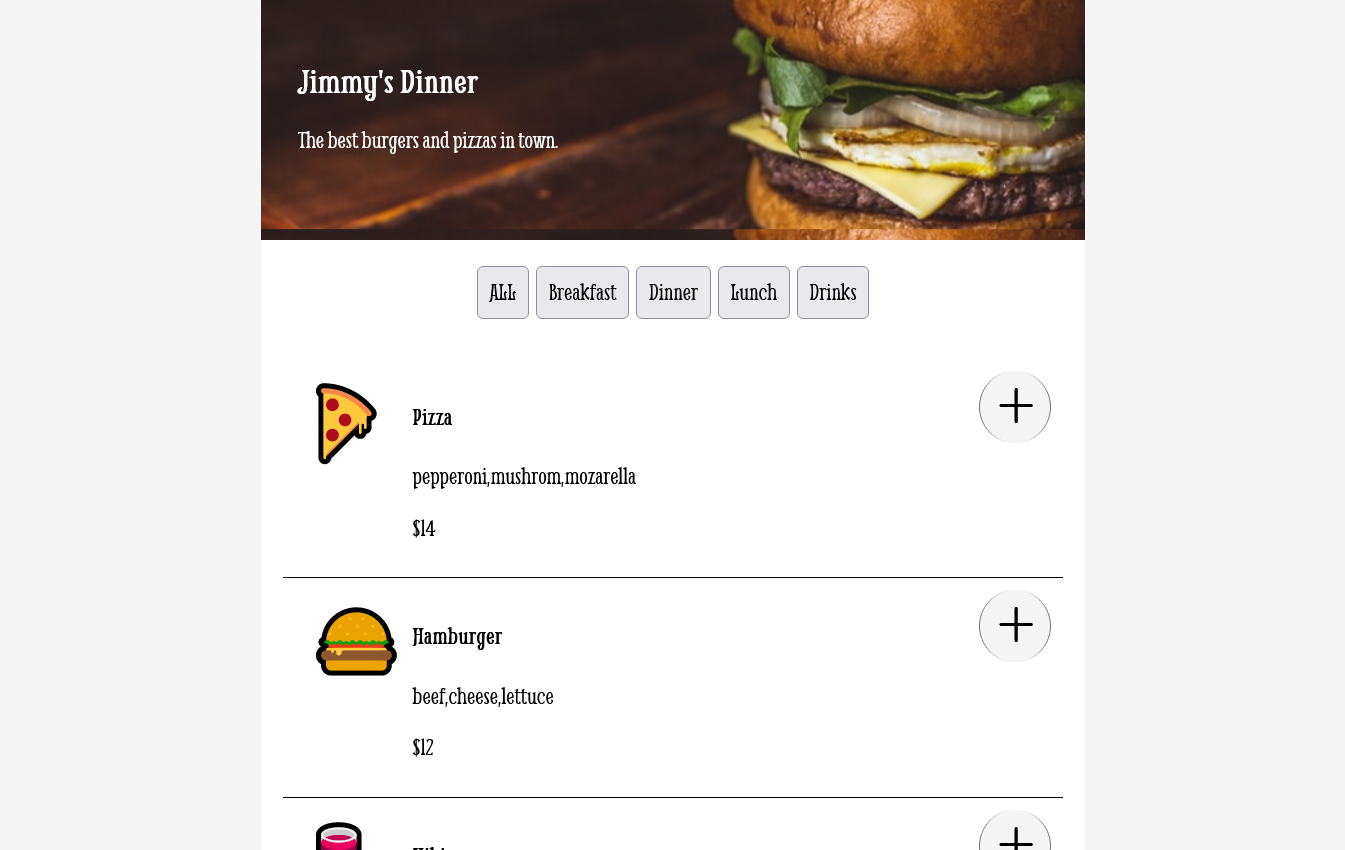 Jimmy's Dinner
The best burgers and pizzas in town.
ALL Breakfast Dinner Lunch Drinks
Pizza
pepperoni,mushrom,mozarella
$14
Hamburger
beef,cheese,lettuce
$12